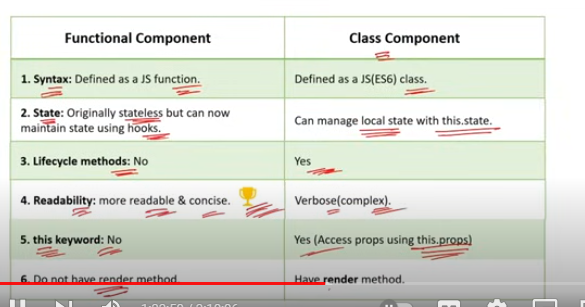 Functional Component
Class Component
1. Syntax: Defined as a JS function.
Defined as a JS(ES6) class.
2. State: Originally stateless but can now
maintain state using hooks.
Can manage local state with this.state.
3. Lifecycle methods: No
Yes
4. Readability: more readable & concise.
Verbose(complex).
5. this keyword: No
Yes (Access props using this.props)
6. Do not have render method.
Have render method.